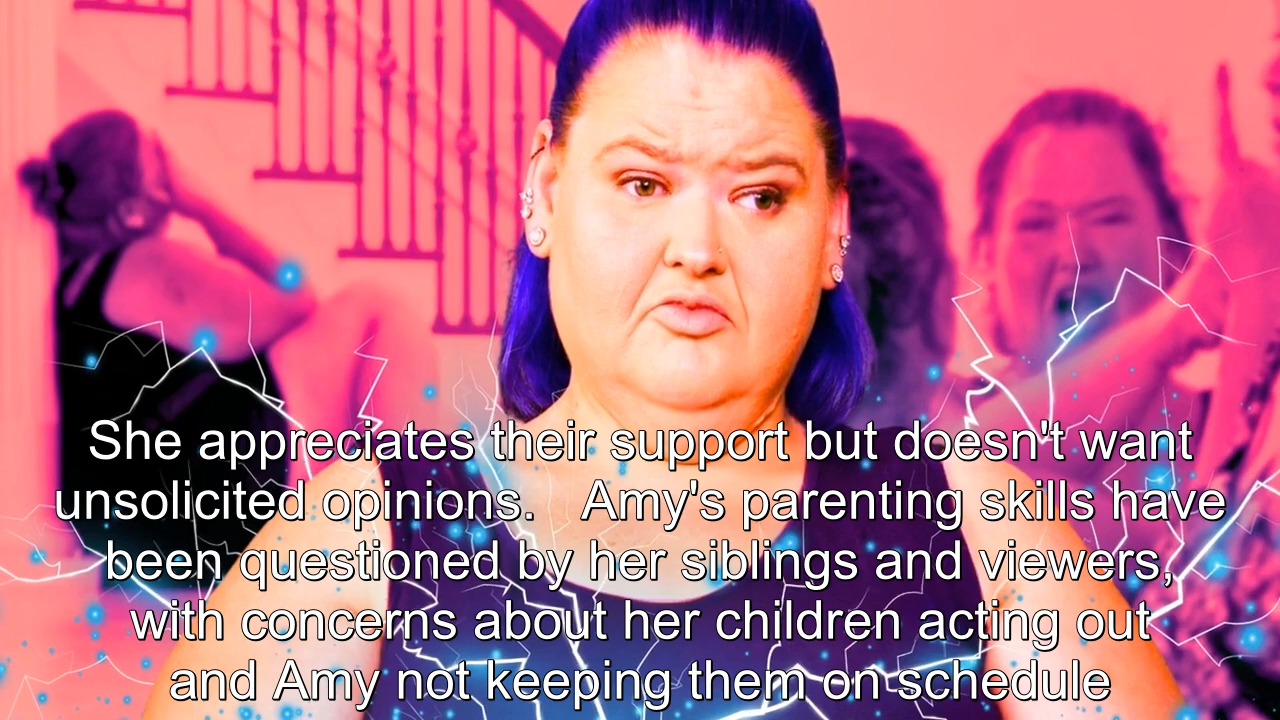 She appreciates their support but doesn't want
unsolicited opinions.   Amy's parenting skills have
been questioned by her siblings and viewers,
with concerns about her children acting out
and Amy not keeping them on schedule